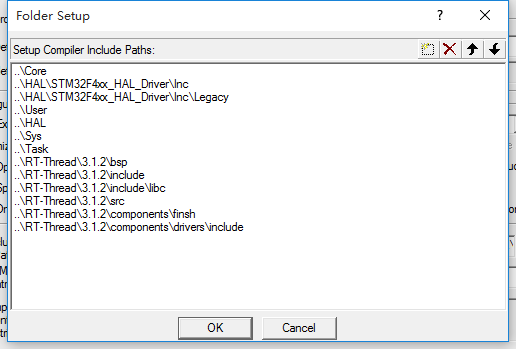 Folder Setup
?
Setup Compiler Include Paths:
..\Core
..\HAL\STM32F4xx_HAL_Driver\Inc
..\HAL\STM32F4xx_HAL_Driver\Inc\Legacy
..\User
..\HAL
..\Sys
..\Task
..\RT-Thread\3.1.2\bsp
..\RT-Thread\3.1.2\include
..\RT-Thread\3.1.2\include\libc
..\RT-Thread\3.1.2\src
..\RT-Thread\3.1.2\components\finsh
..\RT-Thread\3.1.2\components\drivers\include
OK
Cancel